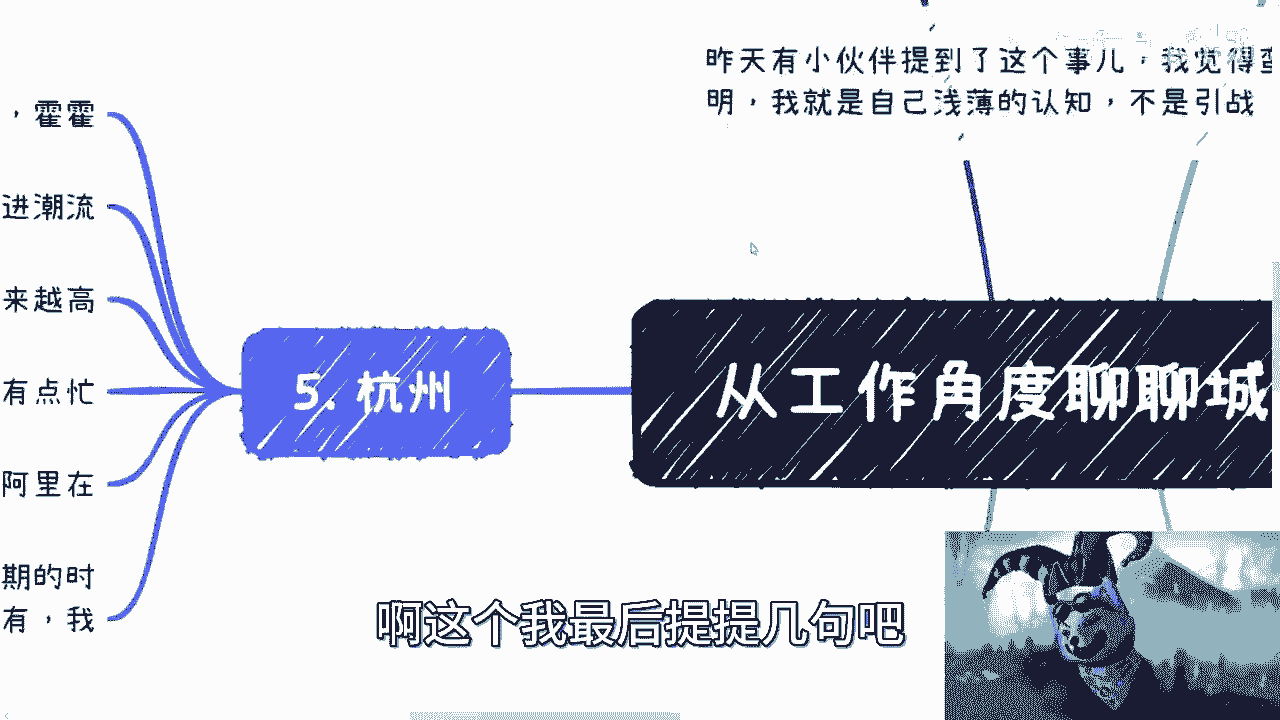 昨天有小伙伴提到了这个事儿，我觉得蛮
明，我就是自己浅薄的认知，不是引战
，霍霍
进潮流
来越高
有点忙
阿里在
期的时
有，我
5. 杭州
从工作角度聊聊城
啊这个我最后提提几句吧